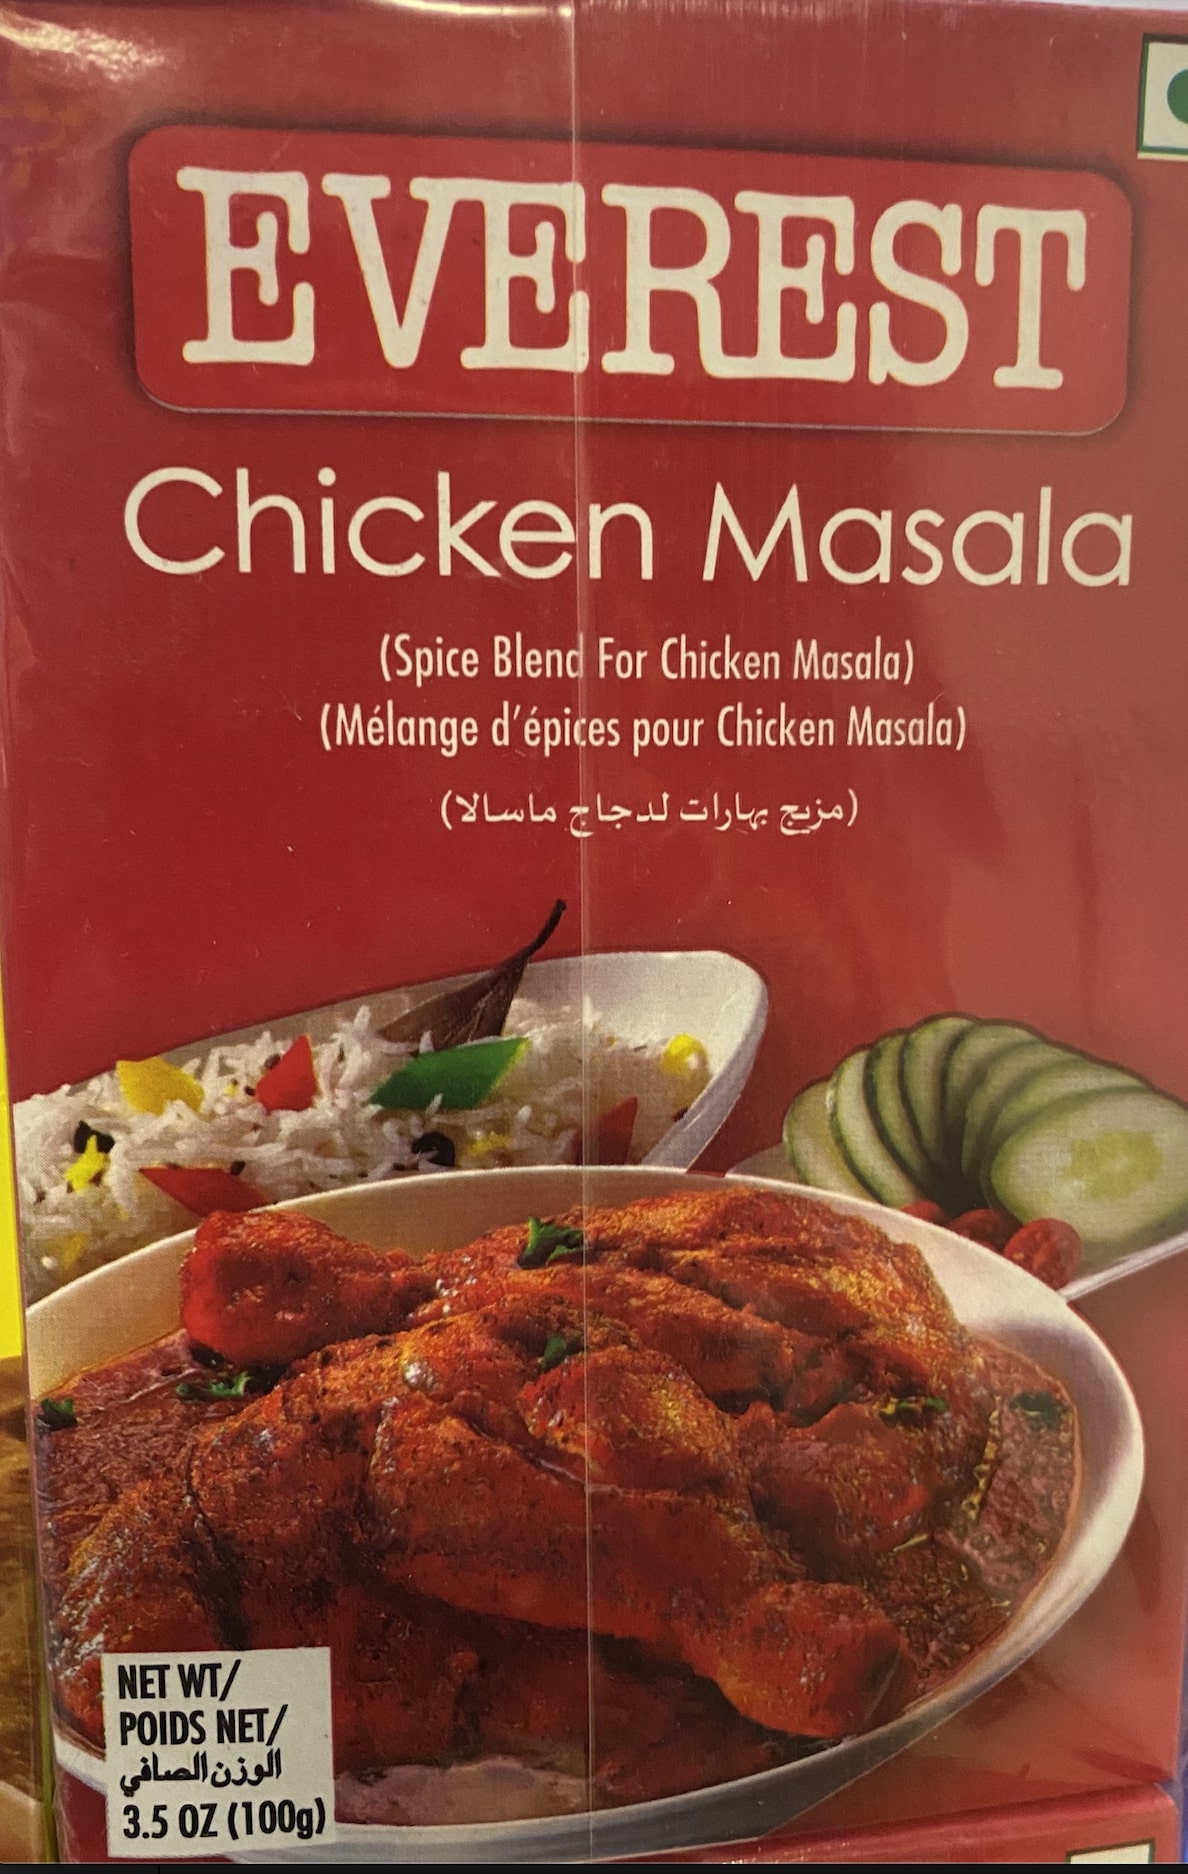 EVEREST
Chicken Masala
(Spice Blend For Chicken Masala)
(Mélange d'épices pour Chicken Masala)
(مزيج بهارات لدجاج ماسالا)
NET WT/
POIDS NET/
الوزن الصافي
3.5 OZ (100g)